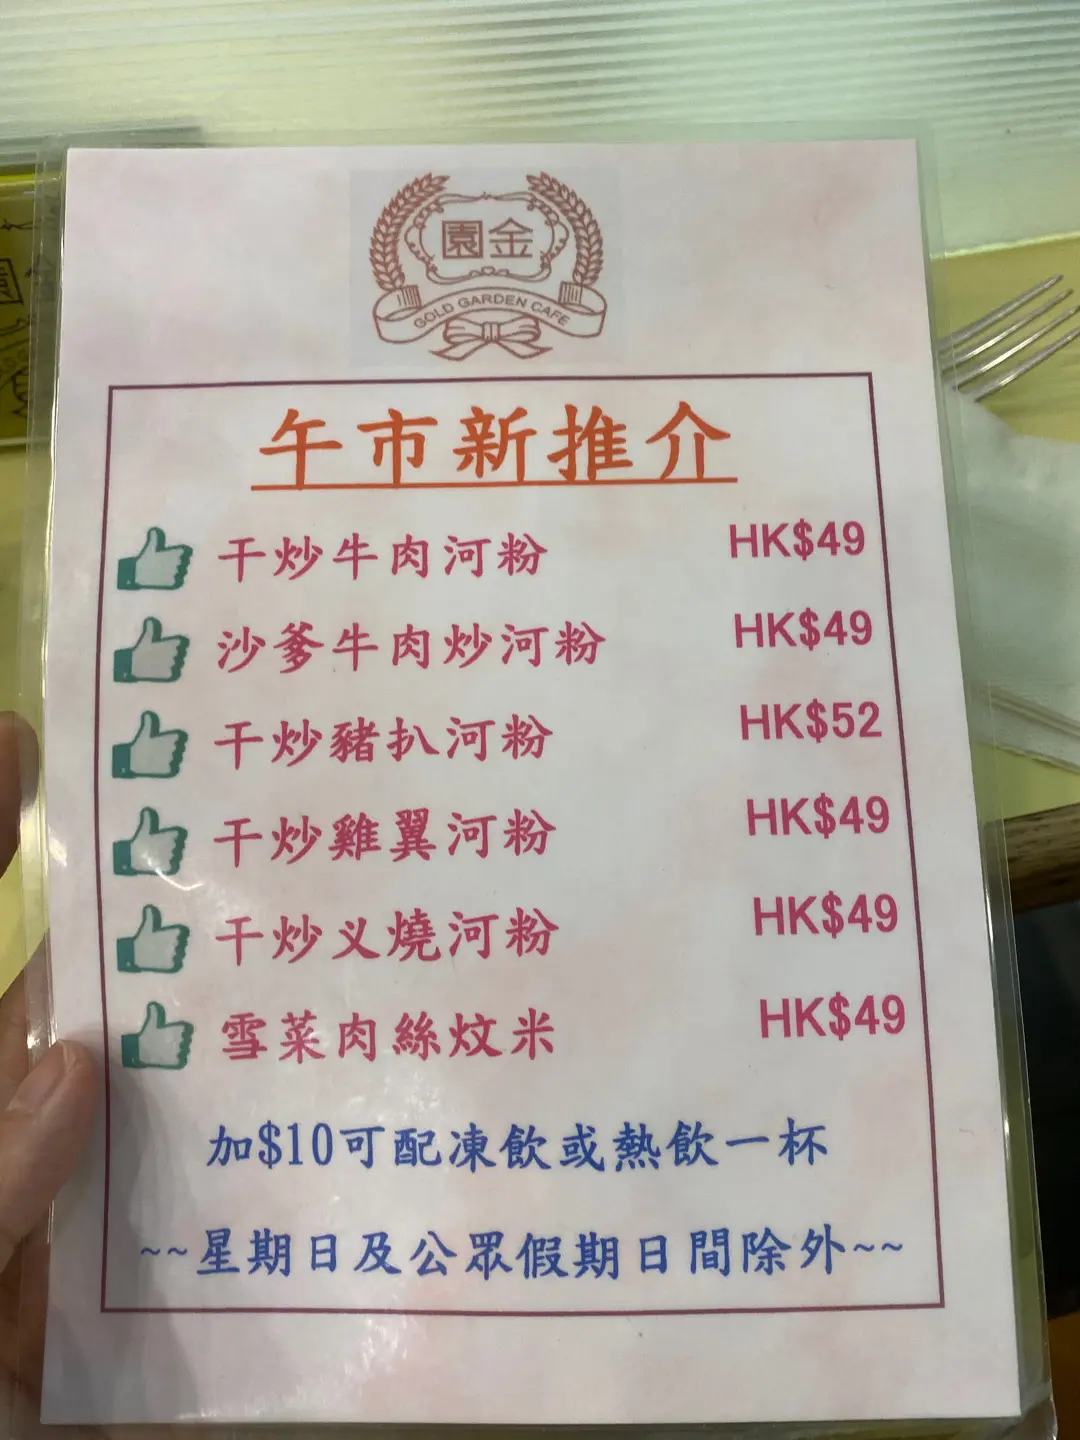 園金
GOLD GARDEN CAFE
午市新推介
干炒牛肉河粉 HK$49
沙爹牛肉炒河粉 HK$49
干炒豬扒河粉 HK$52
干炒雞翼河粉 HK$49
干炒义燒河粉 HK$49
雪菜肉絲炆米 HK$49
加$10可配凍飲或熱飲一杯
~~星期日及公眾假期日間除外~~